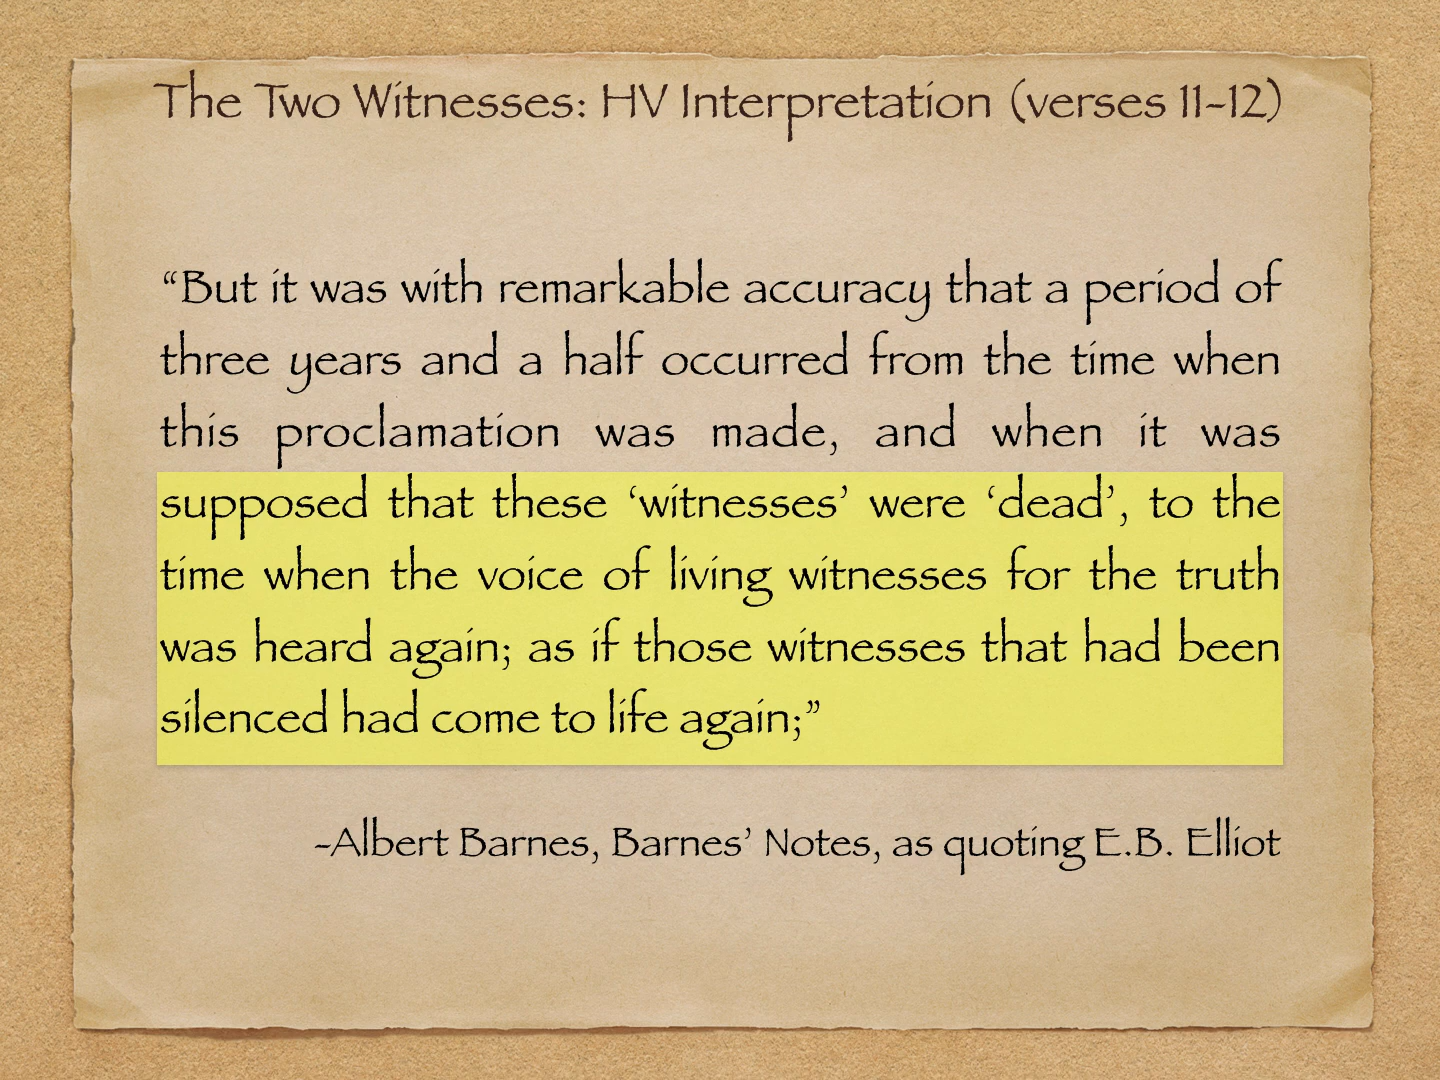 The Two Witnesses: HV Interpretation (verses 11-12)
“But it was with remarkable accuracy that a period of
three years and a half occurred from the time when
this proclamation was made, and when it was
supposed that these ‘witnesses’ were ‘dead’, to the
time when the voice of living witnesses for the truth
was heard again; as if those witnesses that had been
silenced had come to life again;”
-Albert Barnes, Barnes’ Notes, as quoting E.B. Elliot